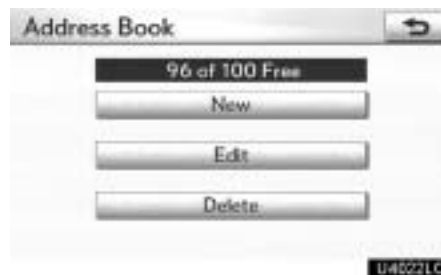 Address Book
96 of 100 Free
New
Edit
Delete
U4022LC